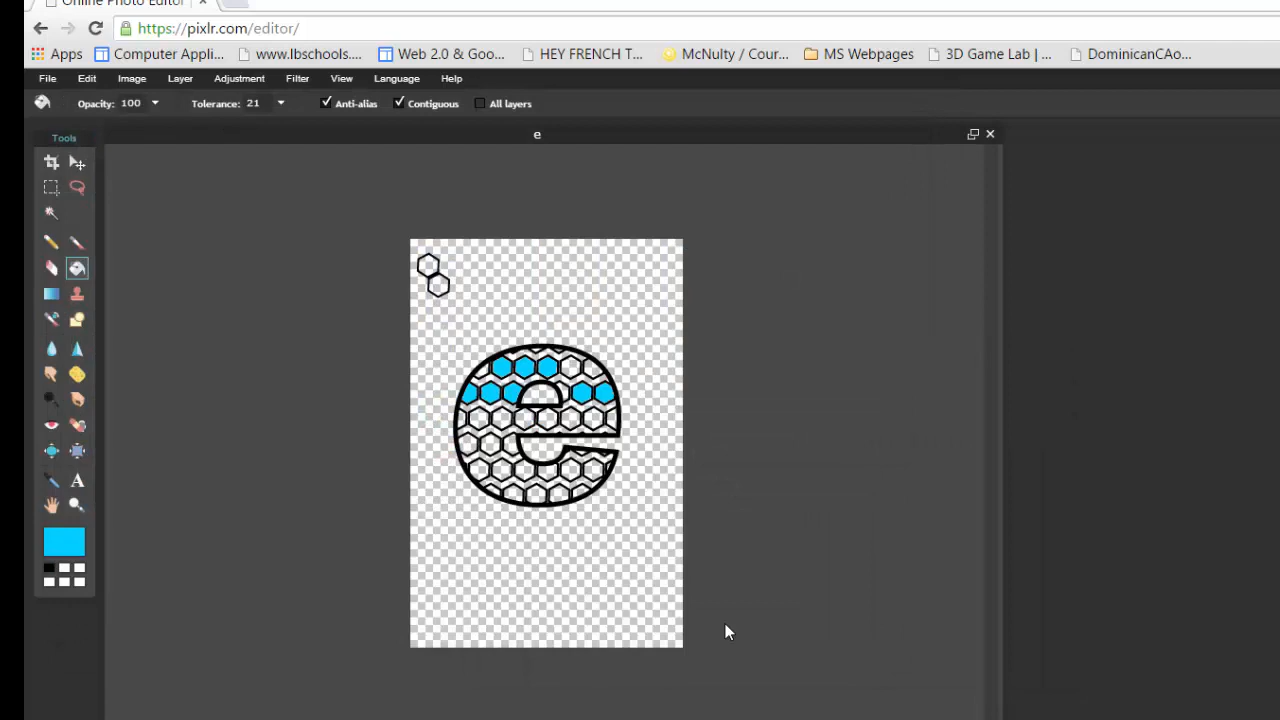 Online Photo Editor
https://pixlr.com/editor/
Apps Computer Appli... www.lbschools.... Web 2.0 & Goo... HEY FRENCH T... McNulty / Cour... MS Webpages 3D Game Lab |... DominicanCAo...
File Edit Image Layer Adjustment Filter View Language Help
Opacity: 100 Tolerance: 21 Anti-alias Contiguous All layers
e
Tools
A
e